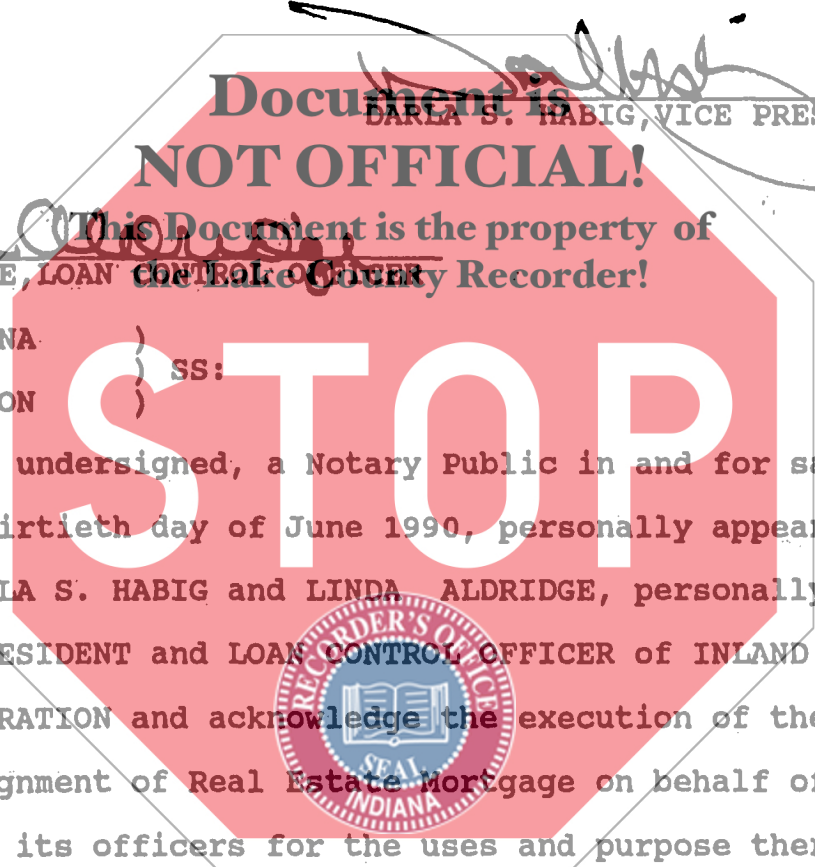 Document is
DARLA S. HABIG,VICE PRES
NOT OFFICIAL!
This Document is the property of
E,LOAN CONTROL OFFICER
the Lake County Recorder!
NA )
) SS:
ON )
STOP
undersigned, a Notary Public in and for sa
irtieth day of June 1990, personally appear
LA S. HABIG and LINDA ALDRIDGE, personally
ESIDENT and LOAN CONTROL OFFICER of INLAND
RATION and acknowledge the execution of the
gnment of Real Estate Mortgage on behalf of
its officers for the uses and purpose ther
RECORDER'S OFFICE
SEAL
INDIANA